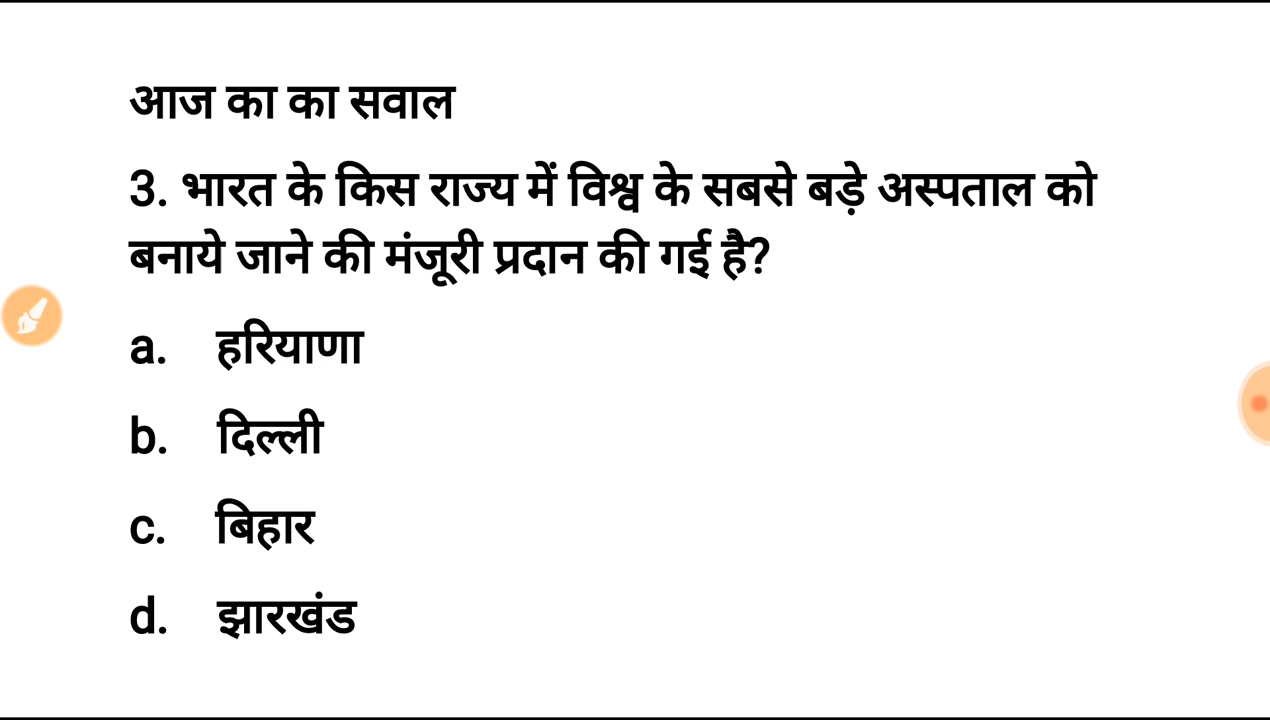 आज का का सवाल
3. भारत के किस राज्य में विश्व के सबसे बड़े अस्पताल को
बनाये जाने की मंजूरी प्रदान की गई है?
a. हरियाणा
b. दिल्ली
c. बिहार
d. झारखंड